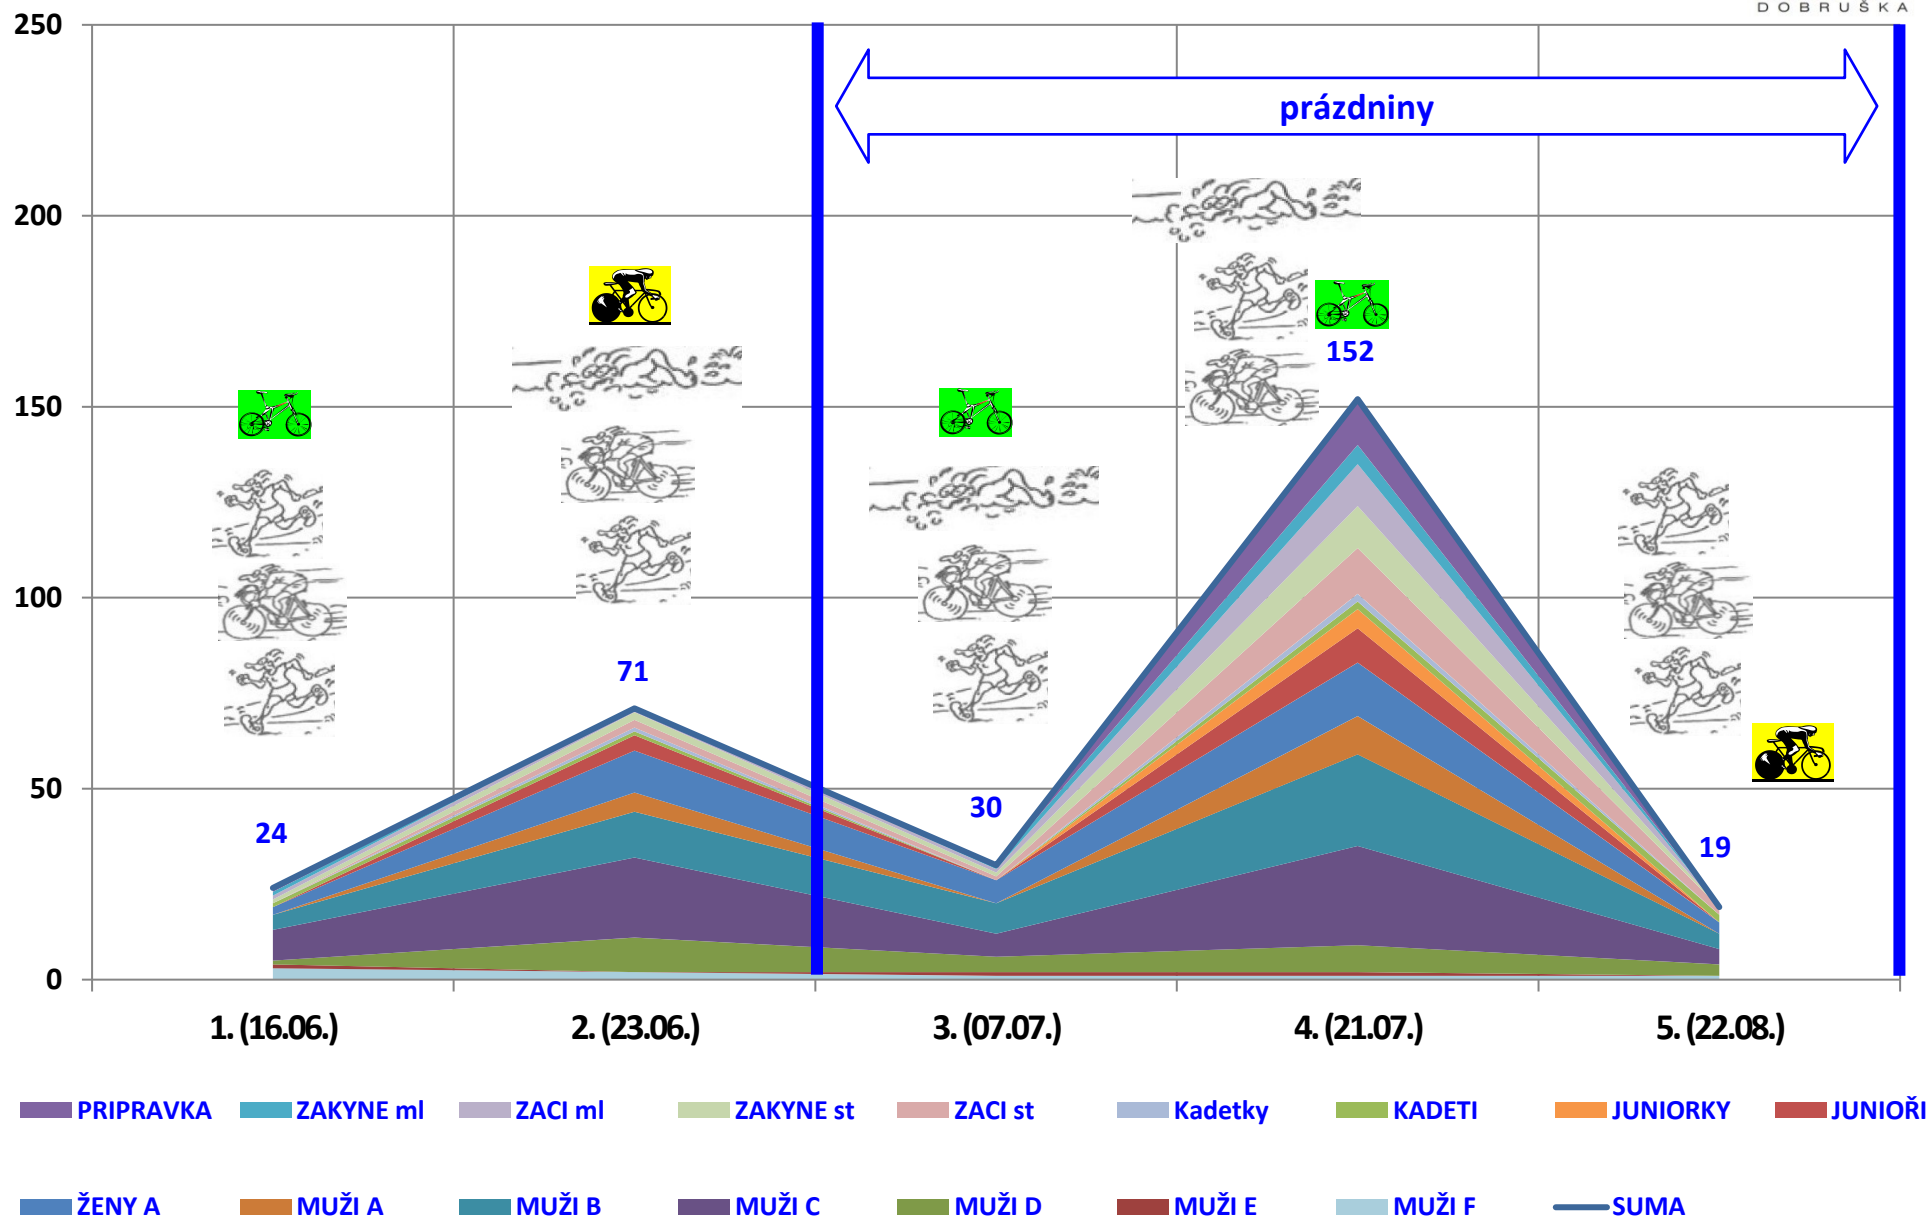 DOBRUŠKA
250
prázdniny
200
152
150
100
71
50
30
24
19
0
1. (16.06.) 2. (23.06.) 3. (07.07.) 4. (21.07.) 5. (22.08.)
PRIPRAVKA ZAKYNE ml ZACI ml ZAKYNE st ZACI st Kadetky KADETI JUNIORKY JUNIOŘI
ŽENY A MUŽI A MUŽI B MUŽI C MUŽI D MUŽI E MUŽI F SUMA